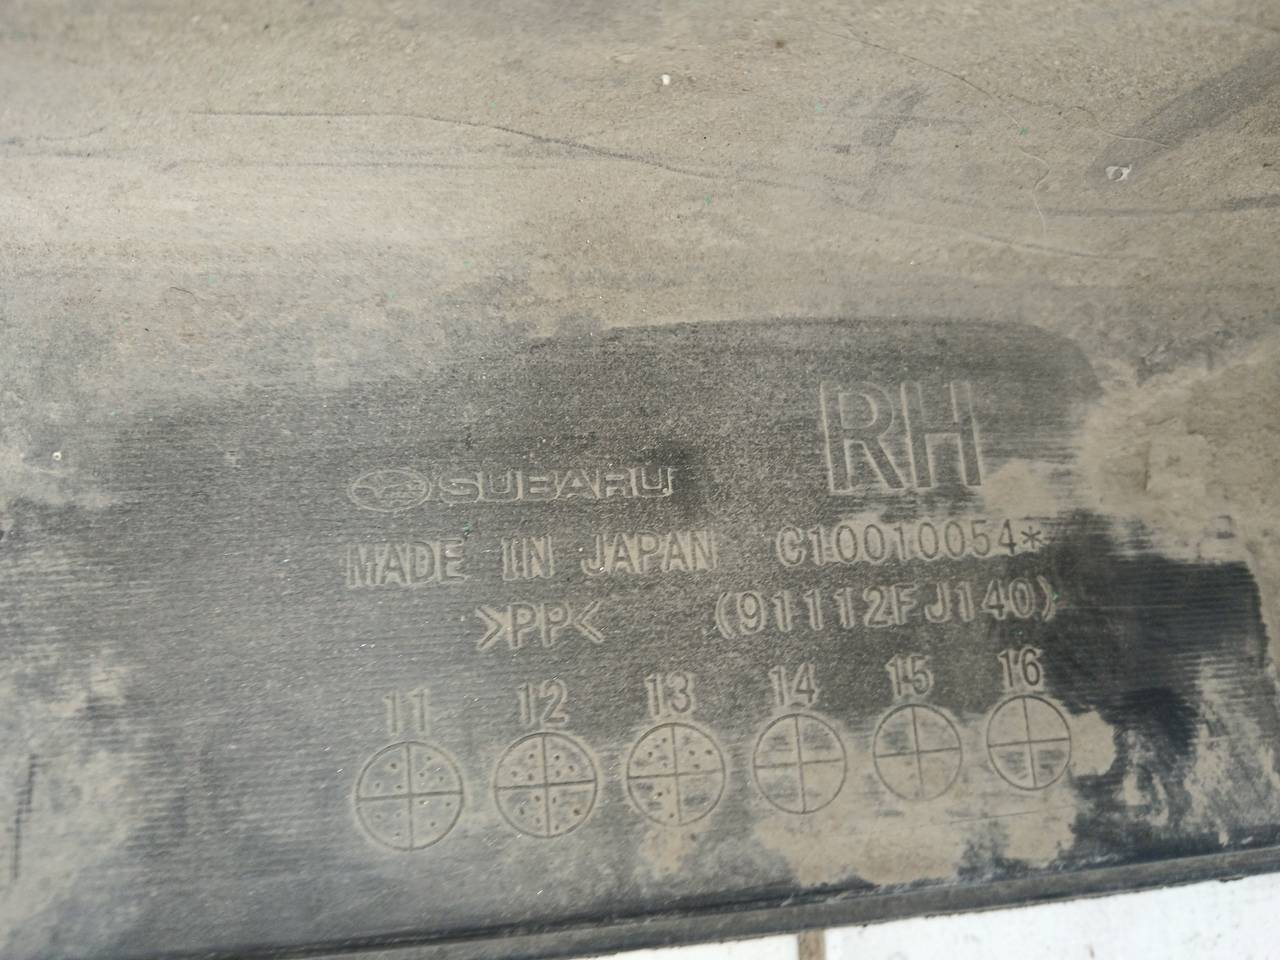 RH
SUBARU
MADE IN JAPAN C10010054*
>PP< (91112FJ140)
11 12 13 14 15 16